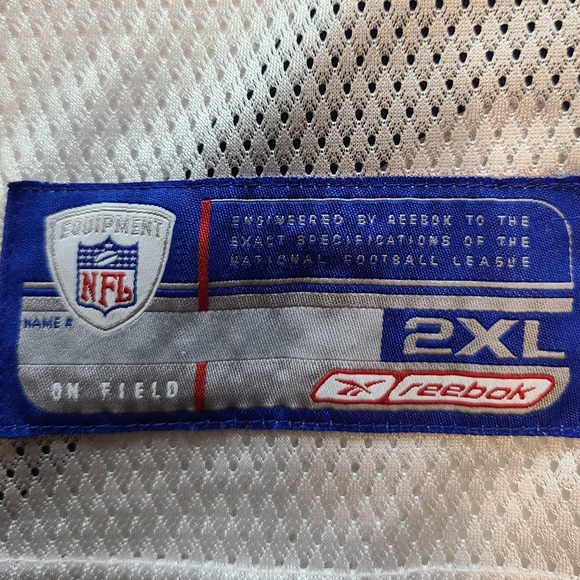 EQUIPMENT
NFL
ENGINEERED BY REEBOK TO THE
EXACT SPECIFICATIONS OF THE
NATIONAL FOOTBALL LEAGUE
NAME #
2XL
ON FIELD
Reebok